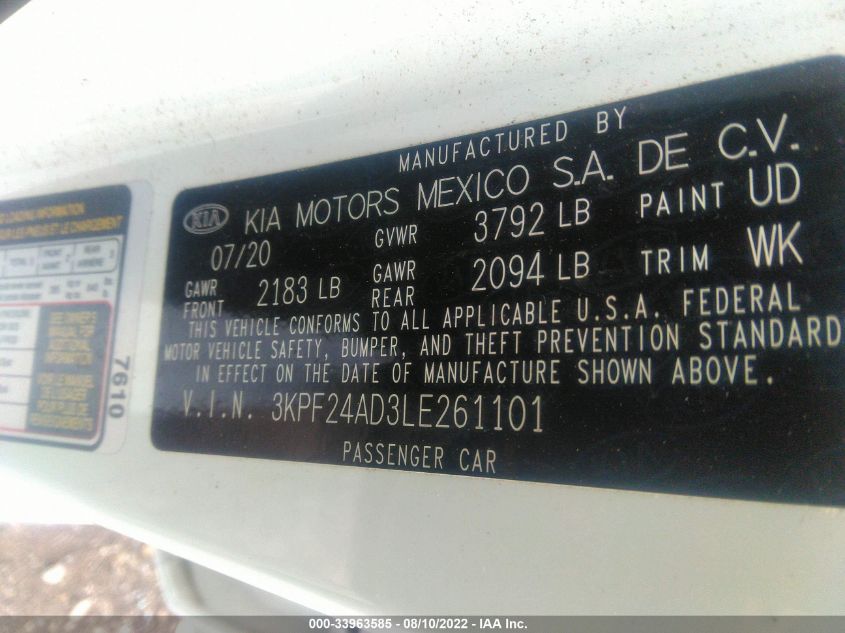 MANUFACTURED BY
KIA KIA MOTORS MEXICO S.A. DE C.V.
07/20 GVWR 3792 LB PAINT UD
GAWR FRONT 2183 LB GAWR REAR 2094 LB TRIM WK
THIS VEHICLE CONFORMS TO ALL APPLICABLE U.S.A. FEDERAL
MOTOR VEHICLE SAFETY, BUMPER, AND THEFT PREVENTION STANDARD
IN EFFECT ON THE DATE OF MANUFACTURE SHOWN ABOVE.
V.I.N. 3KPF24AD3LE261101
PASSENGER CAR
LOADING INFORMATION
7610
000-33963585 - 08/10/2022 - IAA Inc.